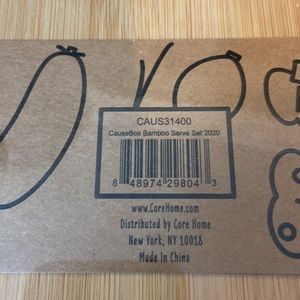 CAUS31400
CauseBox Bamboo Serve Set 2020
8 48974 29804 3
www.CoreHome.com
Distributed by Core Home
New York, NY 10018
Made In China